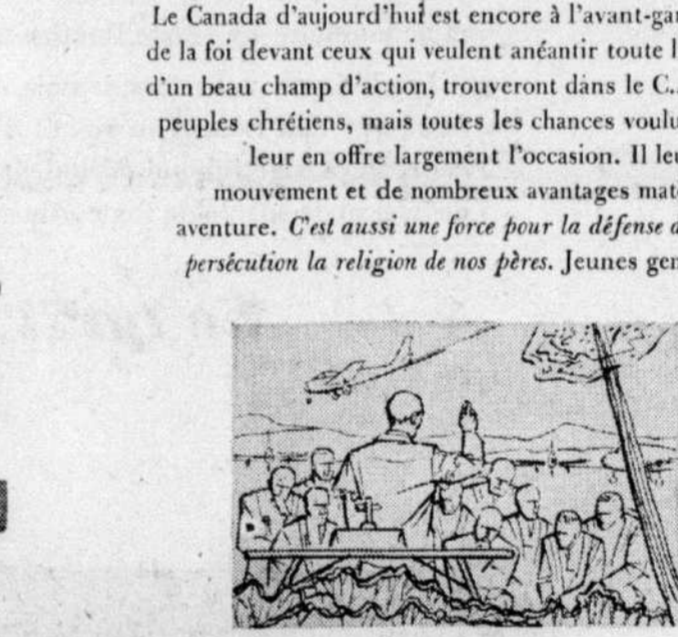 Le Canada d'aujourd'hui est encore à l'avant-gar
de la foi devant ceux qui veulent anéantir toute l
d'un beau champ d'action, trouveront dans le C.
peuples chrétiens, mais toutes les chances voulu
leur en offre largement l'occasion. Il leu
mouvement et de nombreux avantages mat
aventure. C'est aussi une force pour la défense d
persécution la religion de nos pères. Jeunes gen